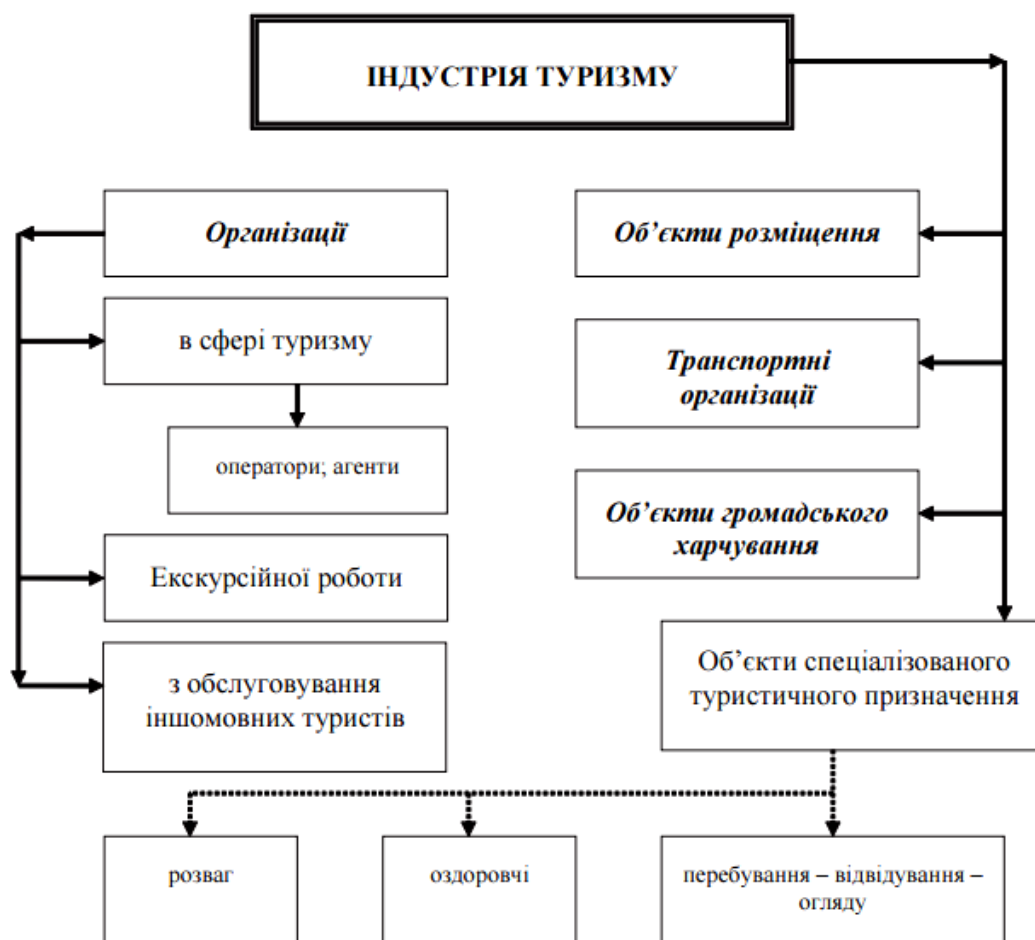 ІНДУСТРІЯ ТУРИЗМУ
Організації
в сфері туризму
оператори; агенти
Екскурсійної роботи
з обслуговування
іншомовних туристів
Об’єкти розміщення
Транспортні
організації
Об’єкти громадського
харчування
Об’єкти спеціалізованого
туристичного призначення
розваг
оздоровчі
перебування – відвідування –
огляду